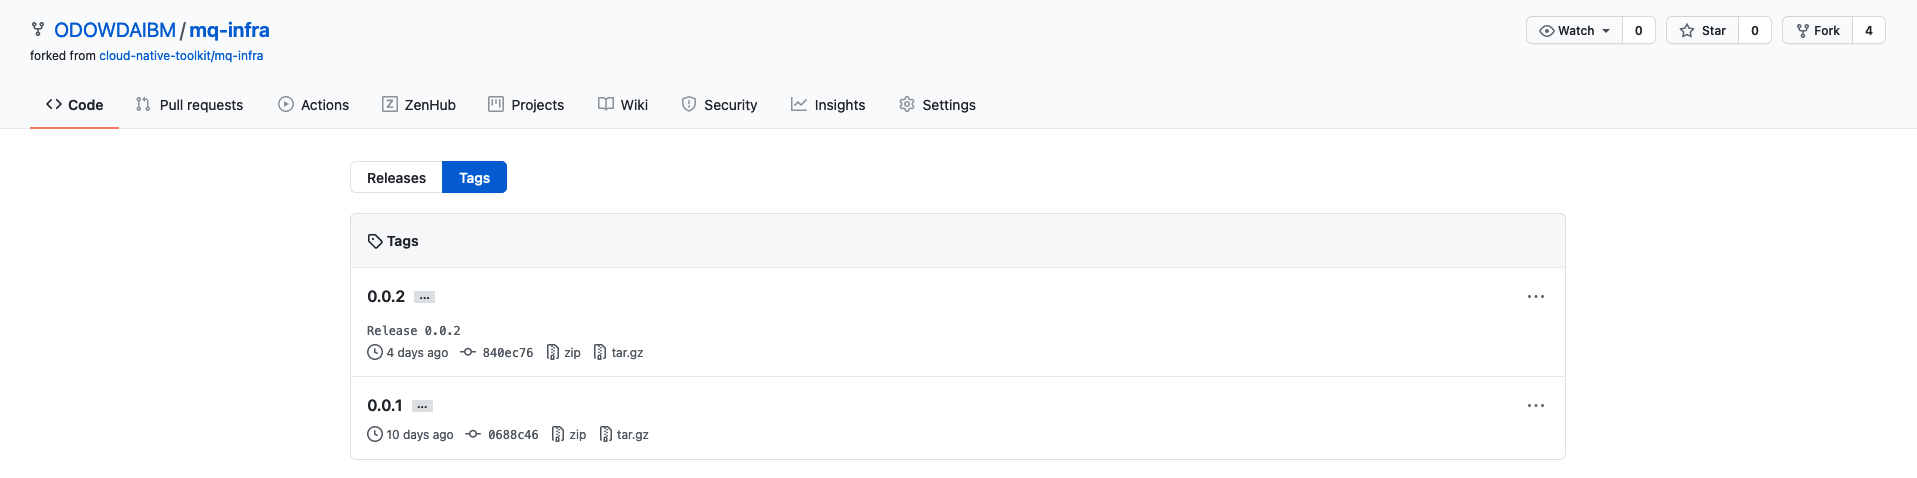 ODOWDAIBM / mq-infra
forked from cloud-native-toolkit/mq-infra
Watch 0 Star 0 Fork 4
Code Pull requests Actions ZenHub Projects Wiki Security Insights Settings
Releases Tags
Tags
0.0.2 ...
Release 0.0.2
4 days ago 840ec76 zip tar.gz
0.0.1 ...
10 days ago 0688c46 zip tar.gz